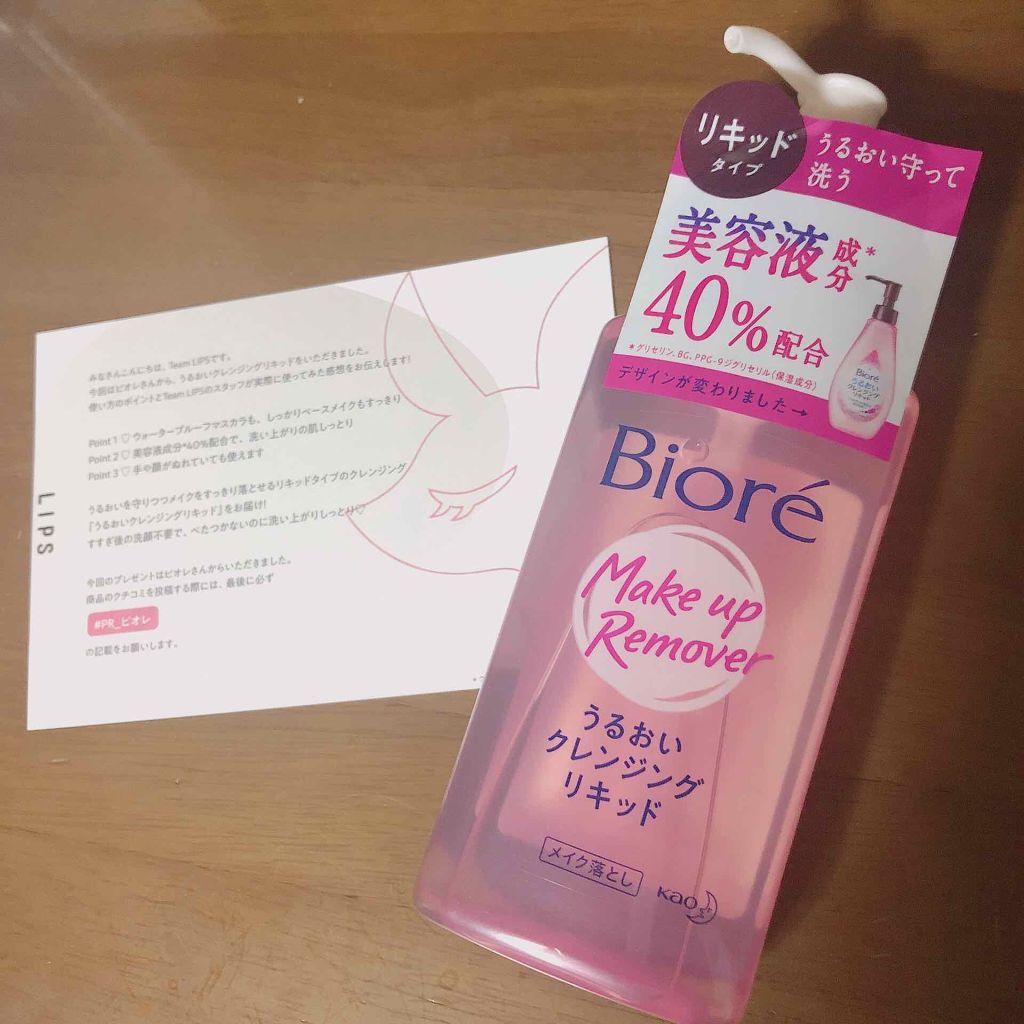 みなさんこんにちは、Team LIPSです。
今回はビオレさんから、うるおいクレンジングリキッドをいただきました。
使い方のポイントとTeam LIPSのスタッフが実際に使ってみた感想をお伝えします!
Point 1 ♡ ウォータープルーフマスカラも、しっかりベースメイクもすっきり
Point 2 ♡ 美容液成分*40%配合で、洗い上がりの肌しっとり
Point 3 ♡ 手や顔がぬれていても使えます
うるおいを守りつつメイクをすっきり落とせるリキッドタイプのクレンジング
『うるおいクレンジングリキッド』をお届け!
すすぎ後の洗顔不要で、べたつかないのに洗い上がりしっとり♡
今回のプレゼントはビオレさんからいただきました。
商品のクチコミを投稿する際には、最後に必ず
#PR_ビオレ
の記載をお願いします。
LIPS
リキッド
タイプ
うるおい守って
洗う
美容液成分*
40%配合
*グリセリン、BG、PPG-9ジグリセリル(保湿成分)
デザインが変わりました→
Bioré
うるおい
クレンジング
リキッド
Bioré
Make up
Remover
うるおい
クレンジング
リキッド
メイク落とし
Kao